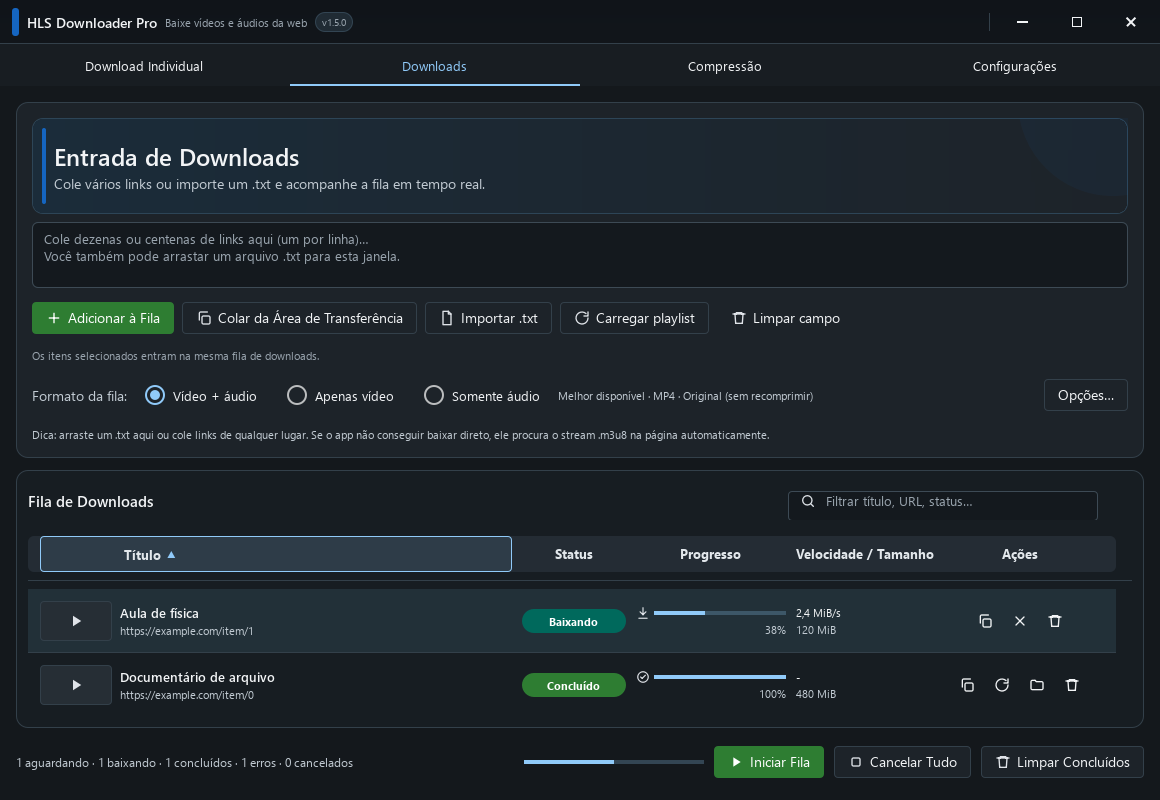 HLS Downloader Pro Baixe vídeos e áudios da web v1.5.0
Download Individual Downloads Compressão Configurações
Entrada de Downloads
Cole vários links ou importe um .txt e acompanhe a fila em tempo real.
Cole dezenas ou centenas de links aqui (um por linha)...
Você também pode arrastar um arquivo .txt para esta janela.
Adicionar à Fila Colar da Área de Transferência Importar .txt Carregar playlist Limpar campo
Os itens selecionados entram na mesma fila de downloads.
Formato da fila: Vídeo + áudio Apenas vídeo Somente áudio Melhor disponível · MP4 · Original (sem recomprimir) Opções...
Dica: arraste um .txt aqui ou cole links de qualquer lugar. Se o app não conseguir baixar direto, ele procura o stream .m3u8 na página automaticamente.
Fila de Downloads Filtrar título, URL, status...
Título ▲ Status Progresso Velocidade / Tamanho Ações
Aula de física
https://example.com/item/1
Baixando
38%
2,4 MiB/s
120 MiB
Documentário de arquivo
https://example.com/item/0
Concluído
100%
-
480 MiB
1 aguardando · 1 baixando · 1 concluídos · 1 erros · 0 cancelados Iniciar Fila Cancelar Tudo Limpar Concluídos